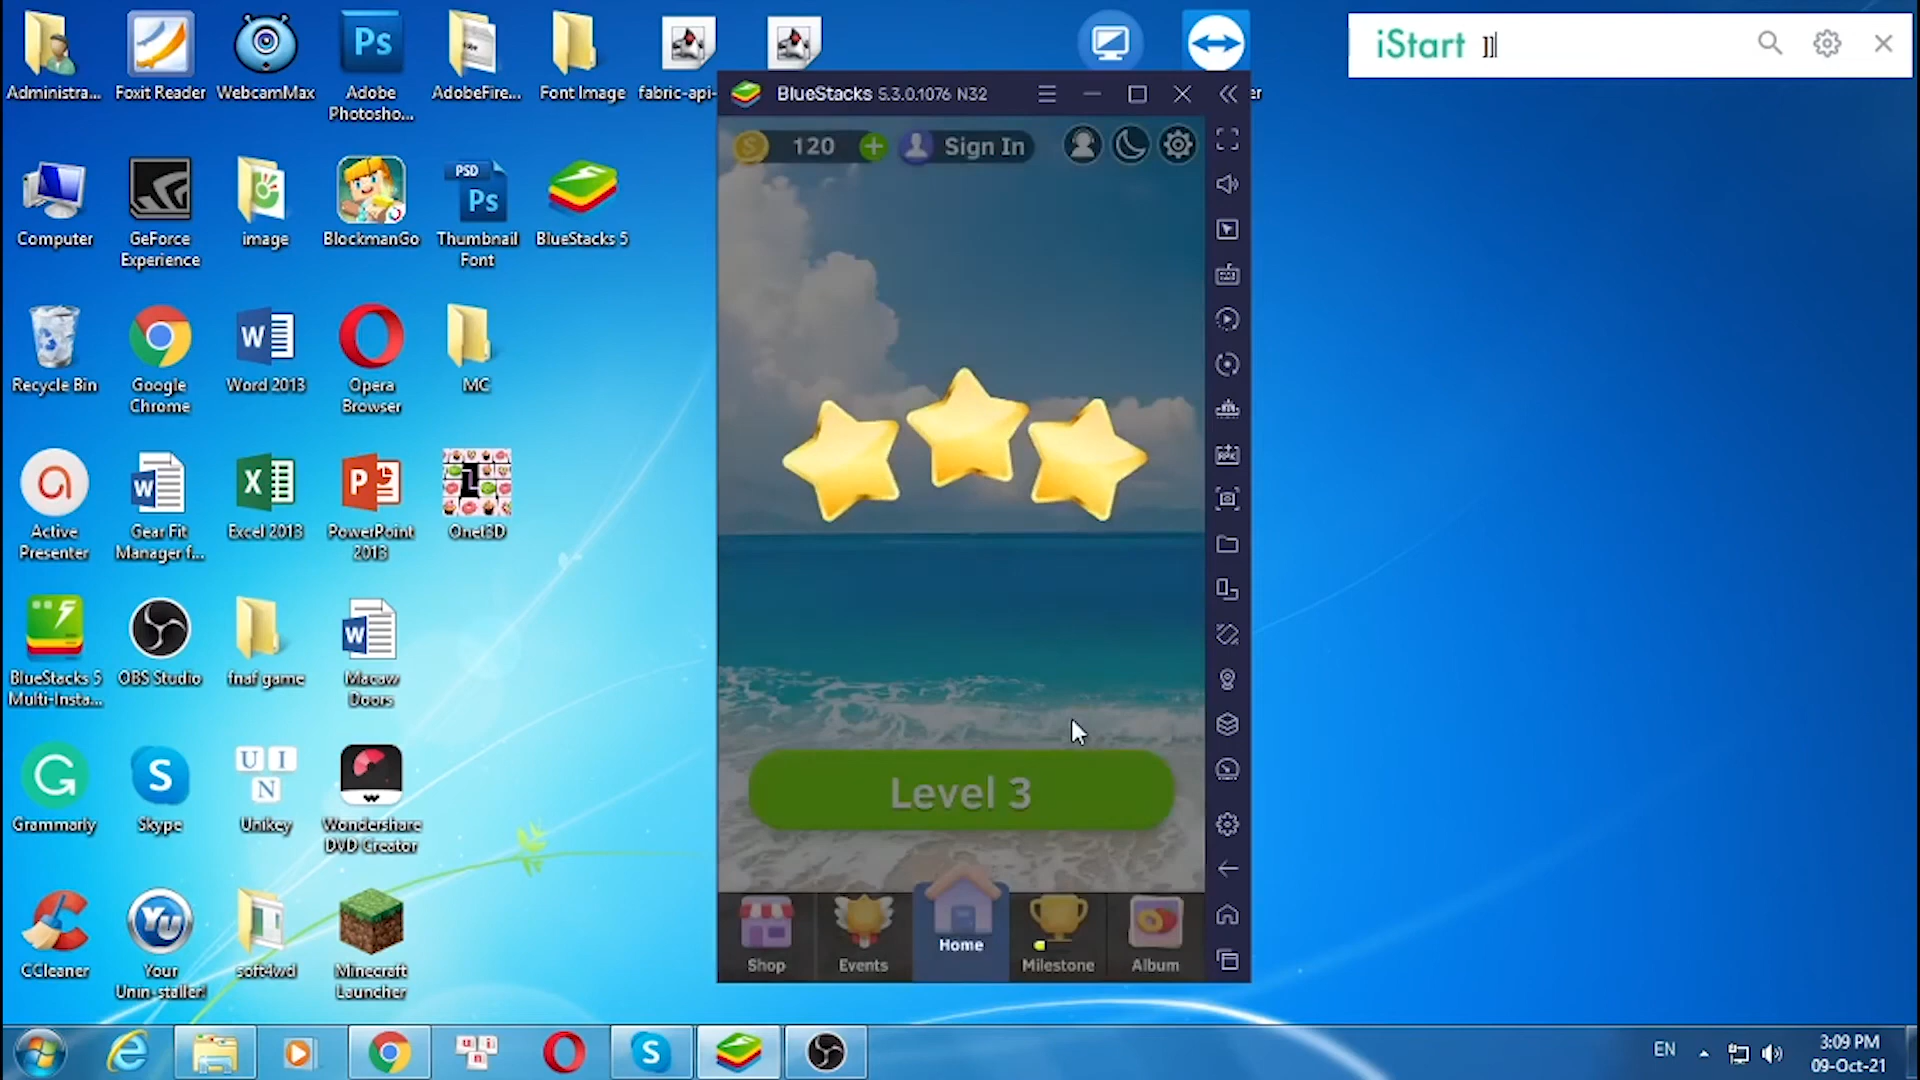 Administra...
Foxit Reader
WebcamMax
Adobe
Photosho...
AdobeFire...
Font Image
fabric-api-
iStart ]]
BlueStacks 5.3.0.1076 N32
120
Sign In
Computer
GeForce
Experience
image
BlockmanGo
PSD
Ps
Thumbnail
Font
BlueStacks 5
Recycle Bin
Google
Chrome
Word 2013
Opera
Browser
MC
Active
Presenter
Gear Fit
Manager f...
Excel 2013
PowerPoint
2013
Onet3D
BlueStacks 5
Multi-Insta...
OBS Studio
fnaf game
Macaw
Doors
Level 3
Grammarly
Skype
Unikey
Wondershare
DVD Creator
CCleaner
Your
Unin-staller!
soft4wd
Minecraft
Launcher
Shop
Events
Home
Milestone
Album
EN
3:09 PM
09-Oct-21